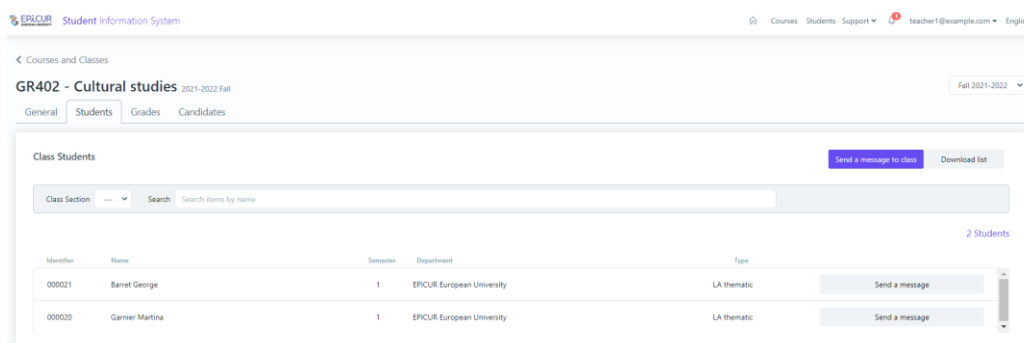 EPICUR
EUROPEAN UNIVERSITY
Student Information System
Courses Students Support 1 teacher1@example.com
Courses and Classes
GR402 - Cultural studies 2021-2022 Fall
Fall 2021-2022
General Students Grades Candidates
Class Students
Send a message to class Download list
Class Section --- Search Search items by name
2 Students
Identifier Name Semester Department Type
000021 Barret George 1 EPICUR European University LA thematic Send a message
000020 Garnier Martina 1 EPICUR European University LA thematic Send a message